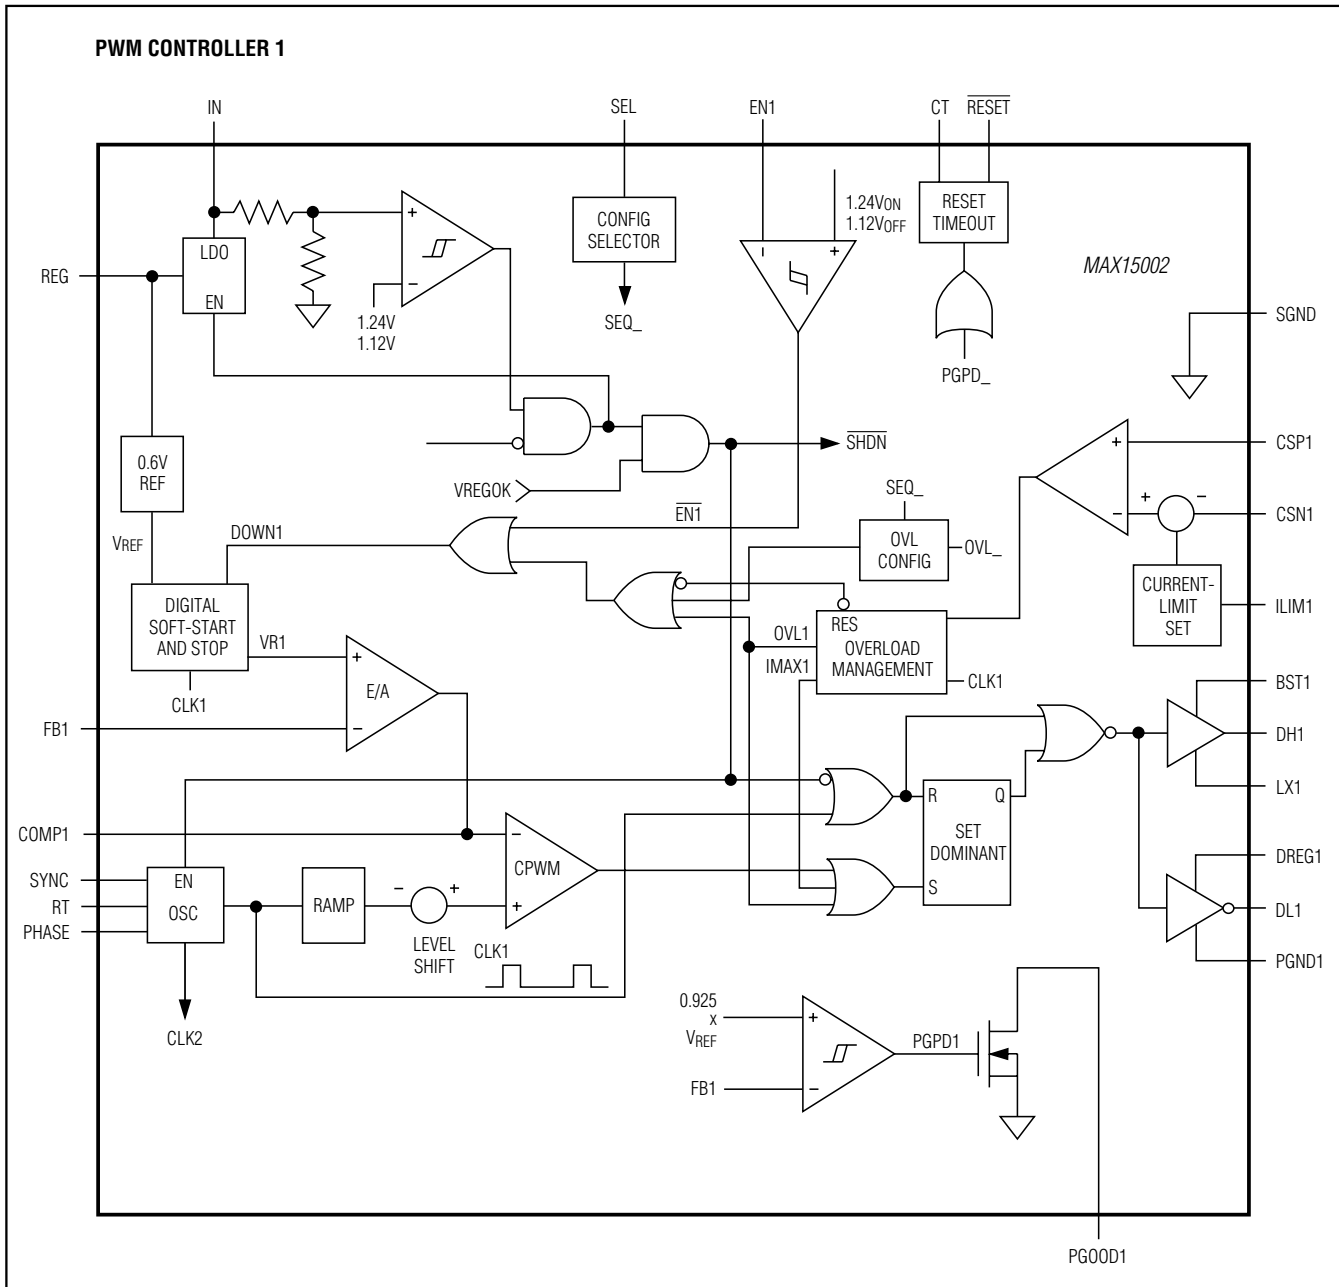 PWM CONTROLLER 1
IN
SEL
EN1
CT
RESET
1.24VON
1.12VOFF
RESET
TIMEOUT
CONFIG
SELECTOR
+
−
−
+
LDO
EN
REG
MAX15002
1.24V
1.12V
SEQ_
SGND
PGPD_
0.6V
REF
SHDN
CSP1
+
−
+
−
CSN1
VREGOK
SEQ_
EN1
VREF
DOWN1
OVL
CONFIG
OVL_
CURRENT-
LIMIT
SET
ILIM1
DIGITAL
SOFT-START
AND STOP
VR1
CLK1
RES
OVERLOAD
MANAGEMENT
OVL1
IMAX1
CLK1
+
E/A
−
FB1
BST1
DH1
LX1
R
Q
SET
DOMINANT
S
COMP1
−
CPWM
+
SYNC
RT
PHASE
EN
OSC
RAMP
−
+
LEVEL
SHIFT
CLK1
CLK2
DREG1
DL1
PGND1
0.925
x
VREF
+
−
FB1
PGPD1
PGOOD1